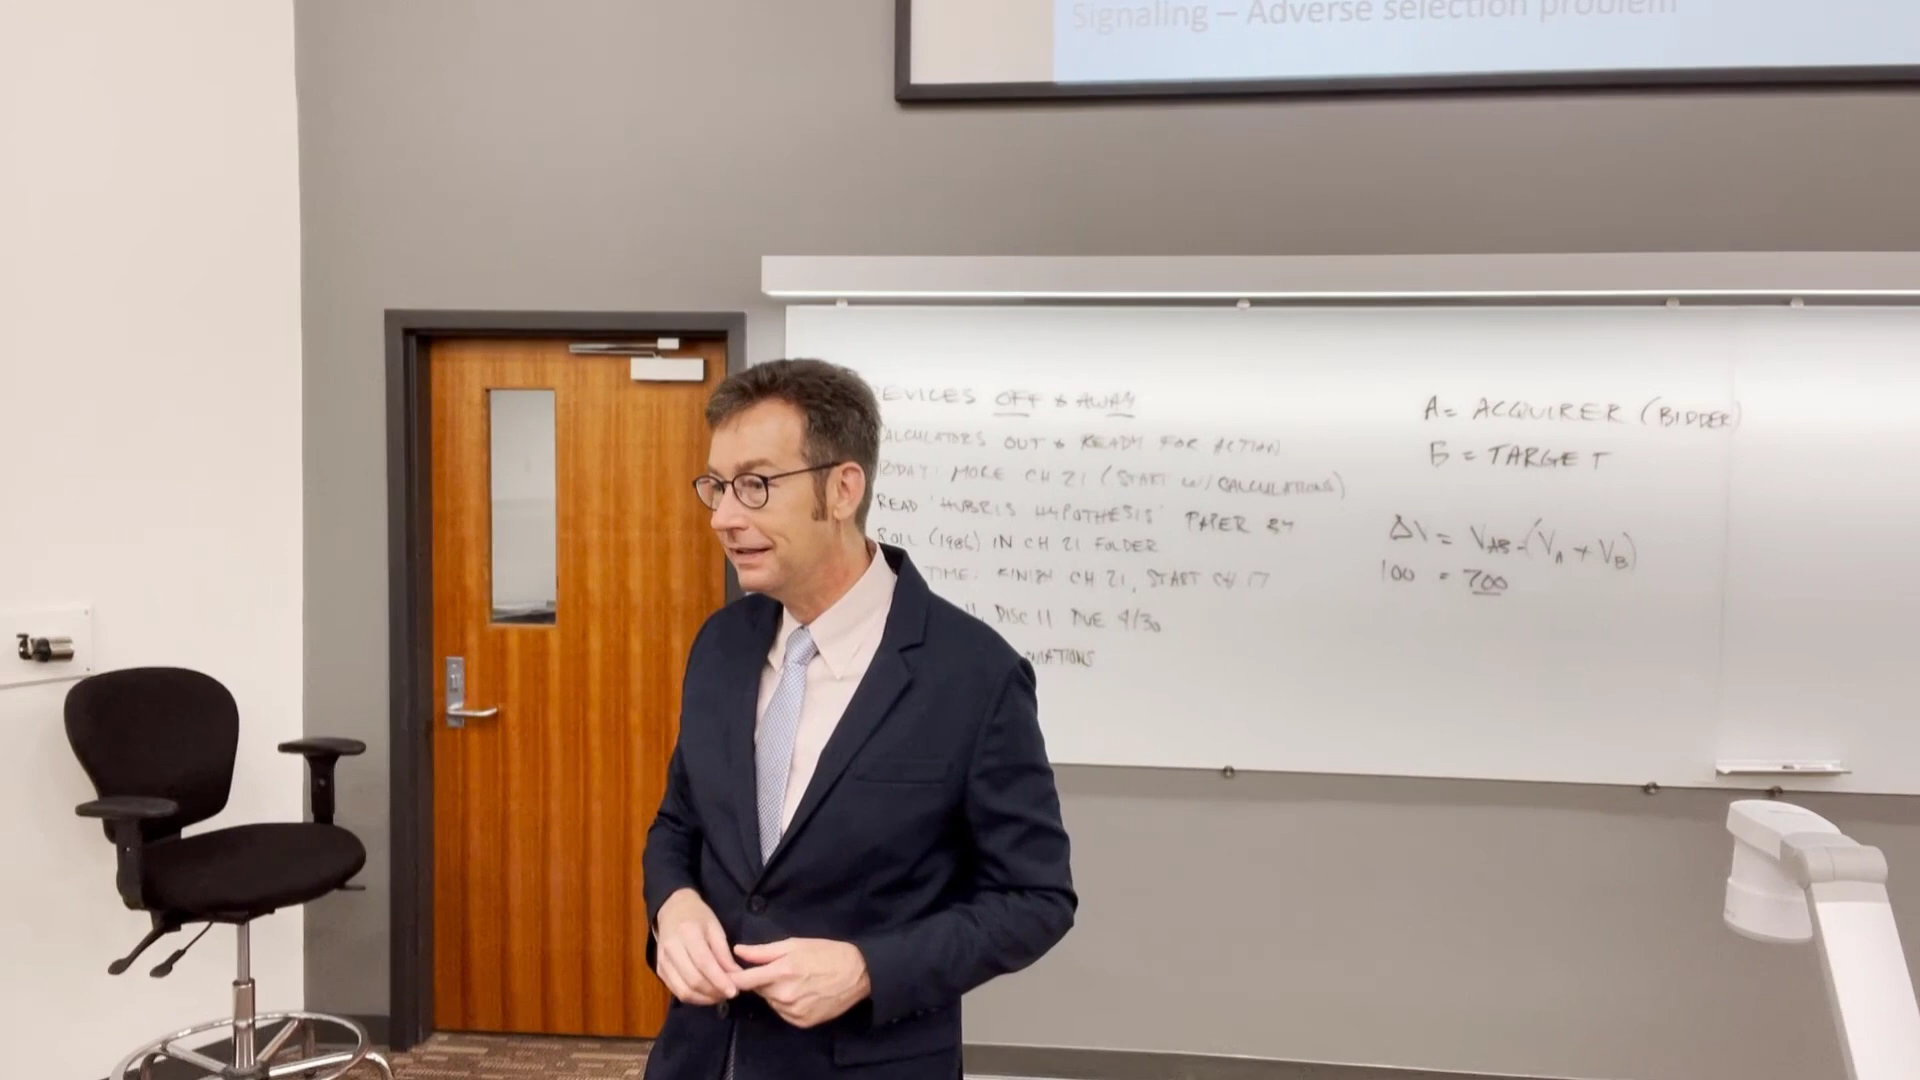 Signaling – Adverse selection problem
EVICES OFF & AWAY
CALCULATORS OUT & READY FOR ACTION
TODAY: MORE CH 21 (START W/ CALCULATIONS)
READ 'HUBRIS HYPOTHESIS' PAPER BY
ROLL (1986) IN CH 21 FOLDER
TIME: FINISH CH 21, START CH 17
DISC 11 DUE 4/30
A = ACQUIRER (BIDDER)
B = TARGET
ΔV = VAB - (VA + VB)
100 = 700